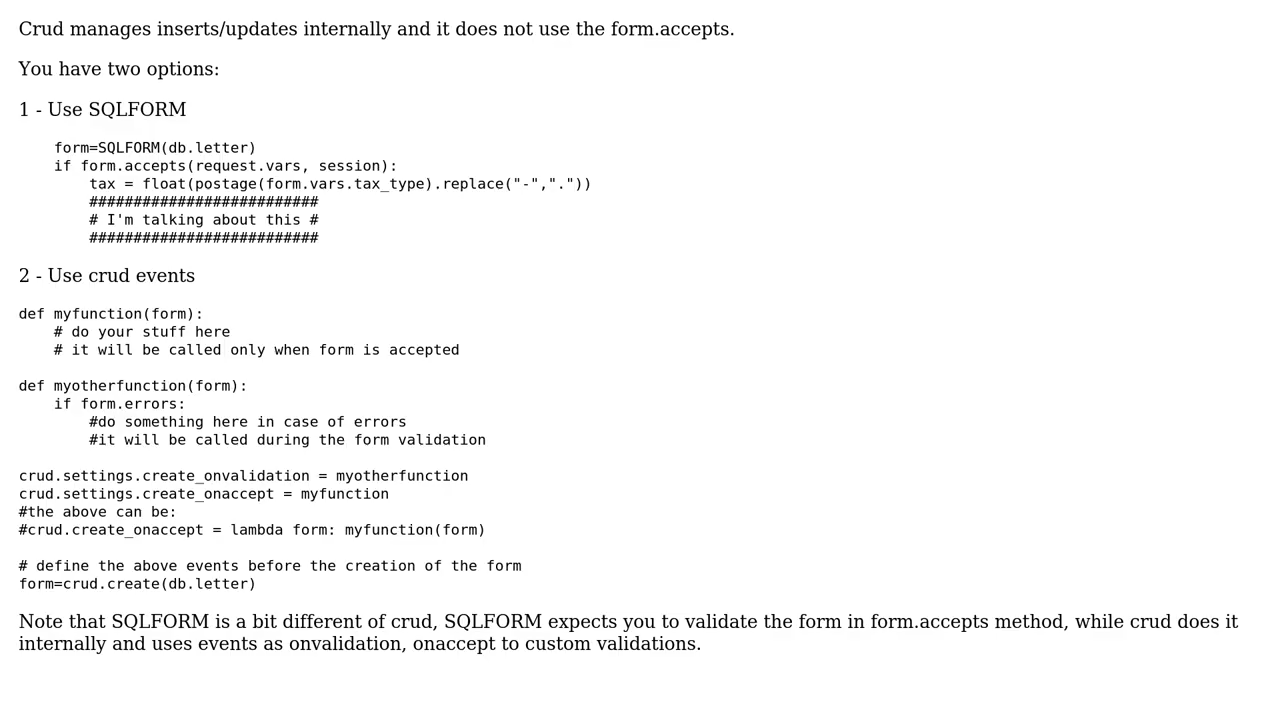 Crud manages inserts/updates internally and it does not use the form.accepts.
You have two options:
1 - Use SQLFORM
    form=SQLFORM(db.letter)
    if form.accepts(request.vars, session):
        tax = float(postage(form.vars.tax_type).replace("-","."))
        ##########################
        # I'm talking about this #
        ##########################
2 - Use crud events
def myfunction(form):
    # do your stuff here
    # it will be called only when form is accepted
def myotherfunction(form):
    if form.errors:
        #do something here in case of errors
        #it will be called during the form validation
crud.settings.create_onvalidation = myotherfunction
crud.settings.create_onaccept = myfunction
#the above can be:
#crud.create_onaccept = lambda form: myfunction(form)
# define the above events before the creation of the form
form=crud.create(db.letter)
Note that SQLFORM is a bit different of crud, SQLFORM expects you to validate the form in form.accepts method, while crud does it
internally and uses events as onvalidation, onaccept to custom validations.